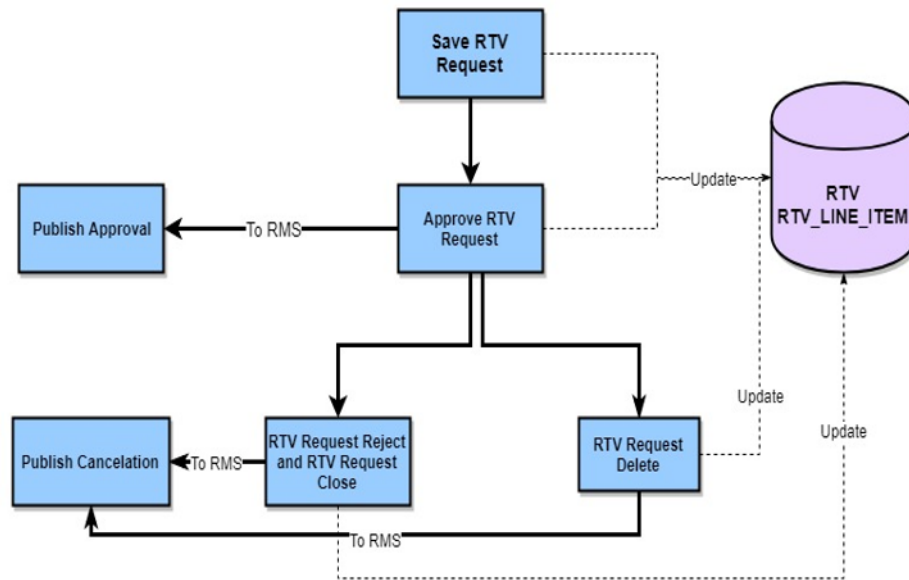 Save RTV
Request
Update
RTV
RTV_LINE_ITEM
Publish Approval
To RMS
Approve RTV
Request
Update
Update
Publish Cancelation
To RMS
RTV Request Reject
and RTV Request
Close
RTV Request
Delete
To RMS